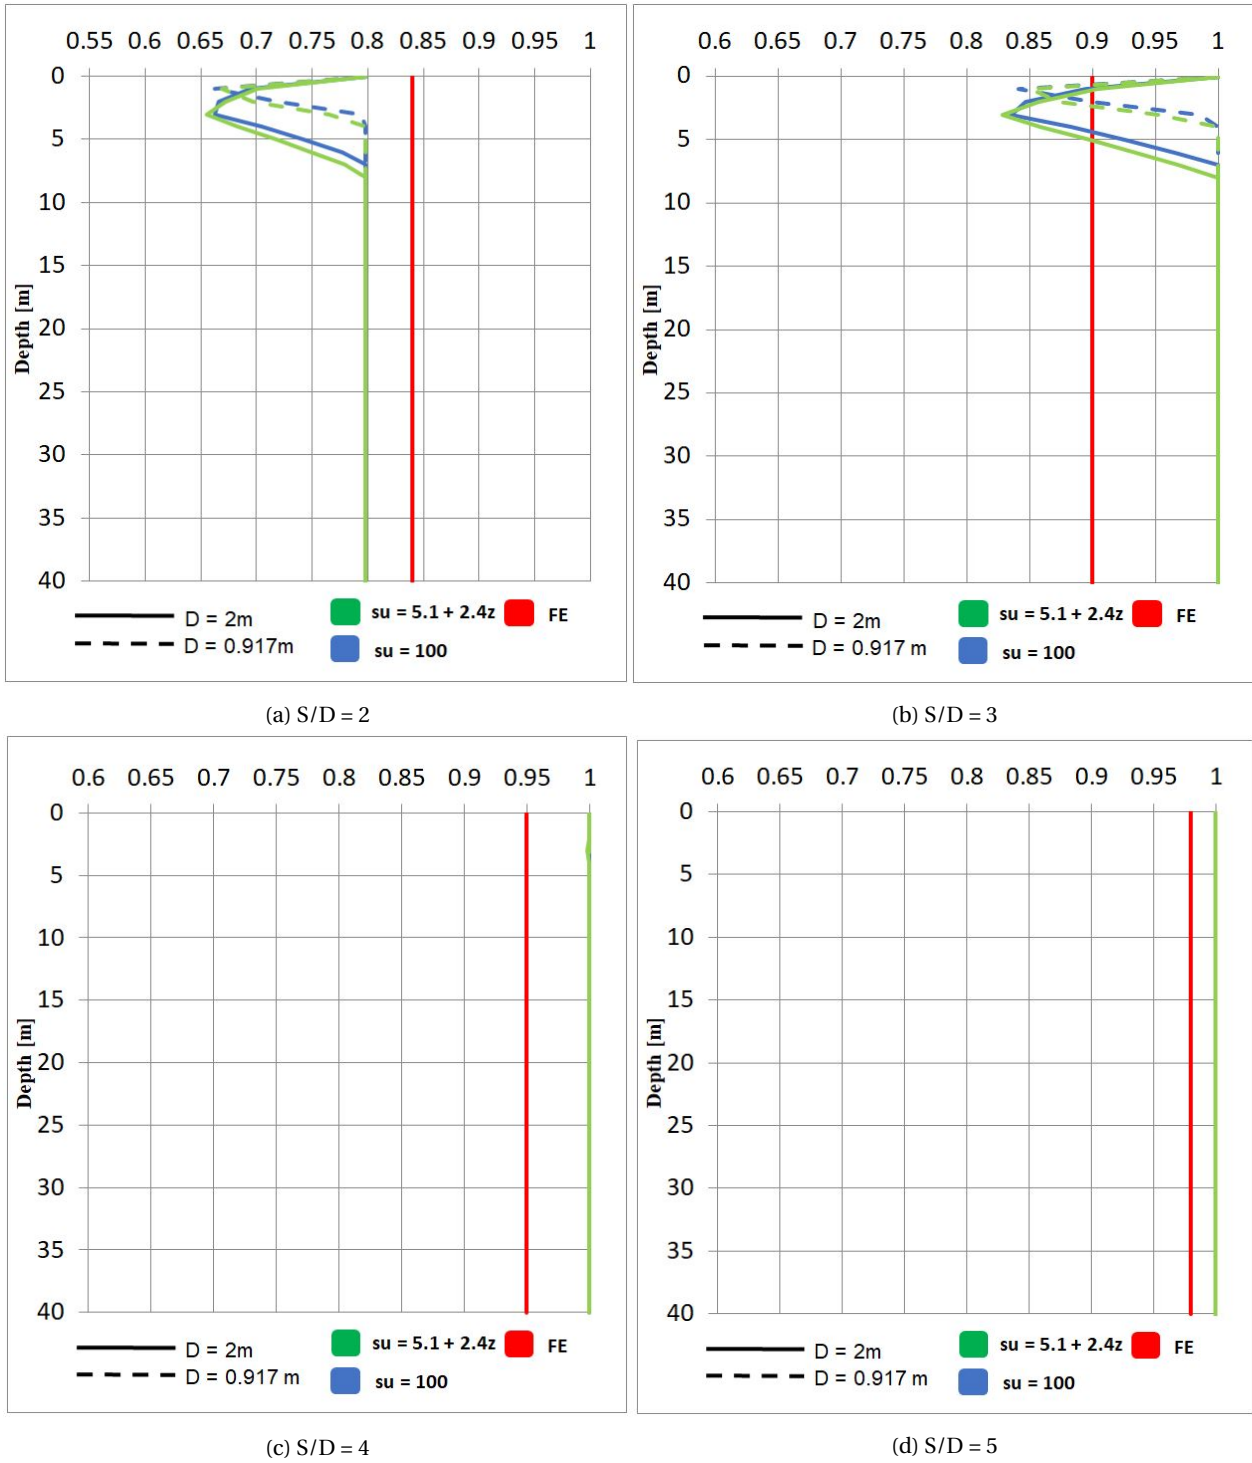 0.55 0.6 0.65 0.7 0.75 0.8 0.85 0.9 0.95 1
0
5
10
15
20
25
30
35
40
Depth [m]
D = 2m
D = 0.917m
su = 5.1 + 2.4z
FE
su = 100
(a) S/D = 2
0.6 0.65 0.7 0.75 0.8 0.85 0.9 0.95 1
0
5
10
15
20
25
30
35
40
Depth [m]
D = 2m
D = 0.917 m
su = 5.1 + 2.4z
FE
su = 100
(b) S/D = 3
0.6 0.65 0.7 0.75 0.8 0.85 0.9 0.95 1
0
5
10
15
20
25
30
35
40
Depth [m]
D = 2m
D = 0.917 m
su = 5.1 + 2.4z
FE
su = 100
(c) S/D = 4
0.6 0.65 0.7 0.75 0.8 0.85 0.9 0.95 1
0
5
10
15
20
25
30
35
40
Depth [m]
D = 2m
D = 0.917 m
su = 5.1 + 2.4z
FE
su = 100
(d) S/D = 5